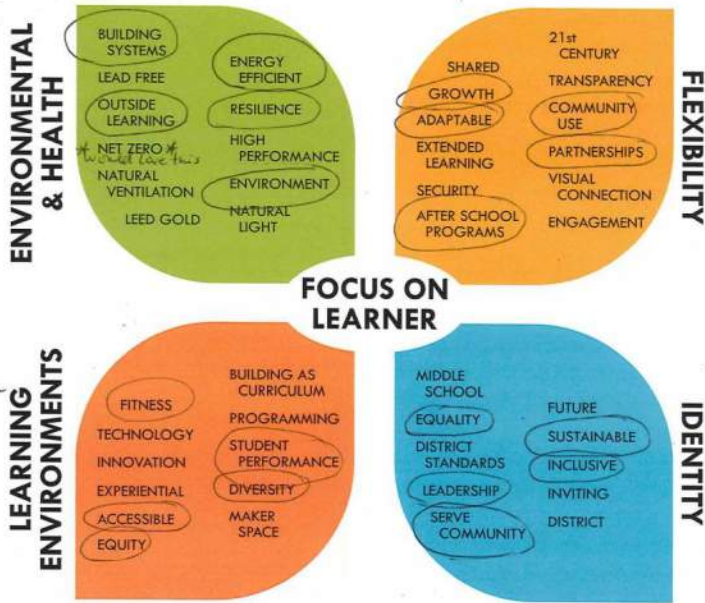 ENVIRONMENTAL
& HEALTH
BUILDING
SYSTEMS
LEAD FREE
OUTSIDE
LEARNING
*NET ZERO*
would love this
NATURAL
VENTILATION
LEED GOLD
ENERGY
EFFICIENT
RESILIENCE
HIGH
PERFORMANCE
ENVIRONMENT
NATURAL
LIGHT
SHARED
GROWTH
ADAPTABLE
EXTENDED
LEARNING
SECURITY
AFTER SCHOOL
PROGRAMS
21st
CENTURY
TRANSPARENCY
COMMUNITY
USE
PARTNERSHIPS
VISUAL
CONNECTION
ENGAGEMENT
FLEXIBILITY
FOCUS ON
LEARNER
LEARNING
ENVIRONMENTS
FITNESS
TECHNOLOGY
INNOVATION
EXPERIENTIAL
ACCESSIBLE
EQUITY
BUILDING AS
CURRICULUM
PROGRAMMING
STUDENT
PERFORMANCE
DIVERSITY
MAKER
SPACE
MIDDLE
SCHOOL
EQUALITY
DISTRICT
STANDARDS
LEADERSHIP
SERVE
COMMUNITY
FUTURE
SUSTAINABLE
INCLUSIVE
INVITING
DISTRICT
IDENTITY